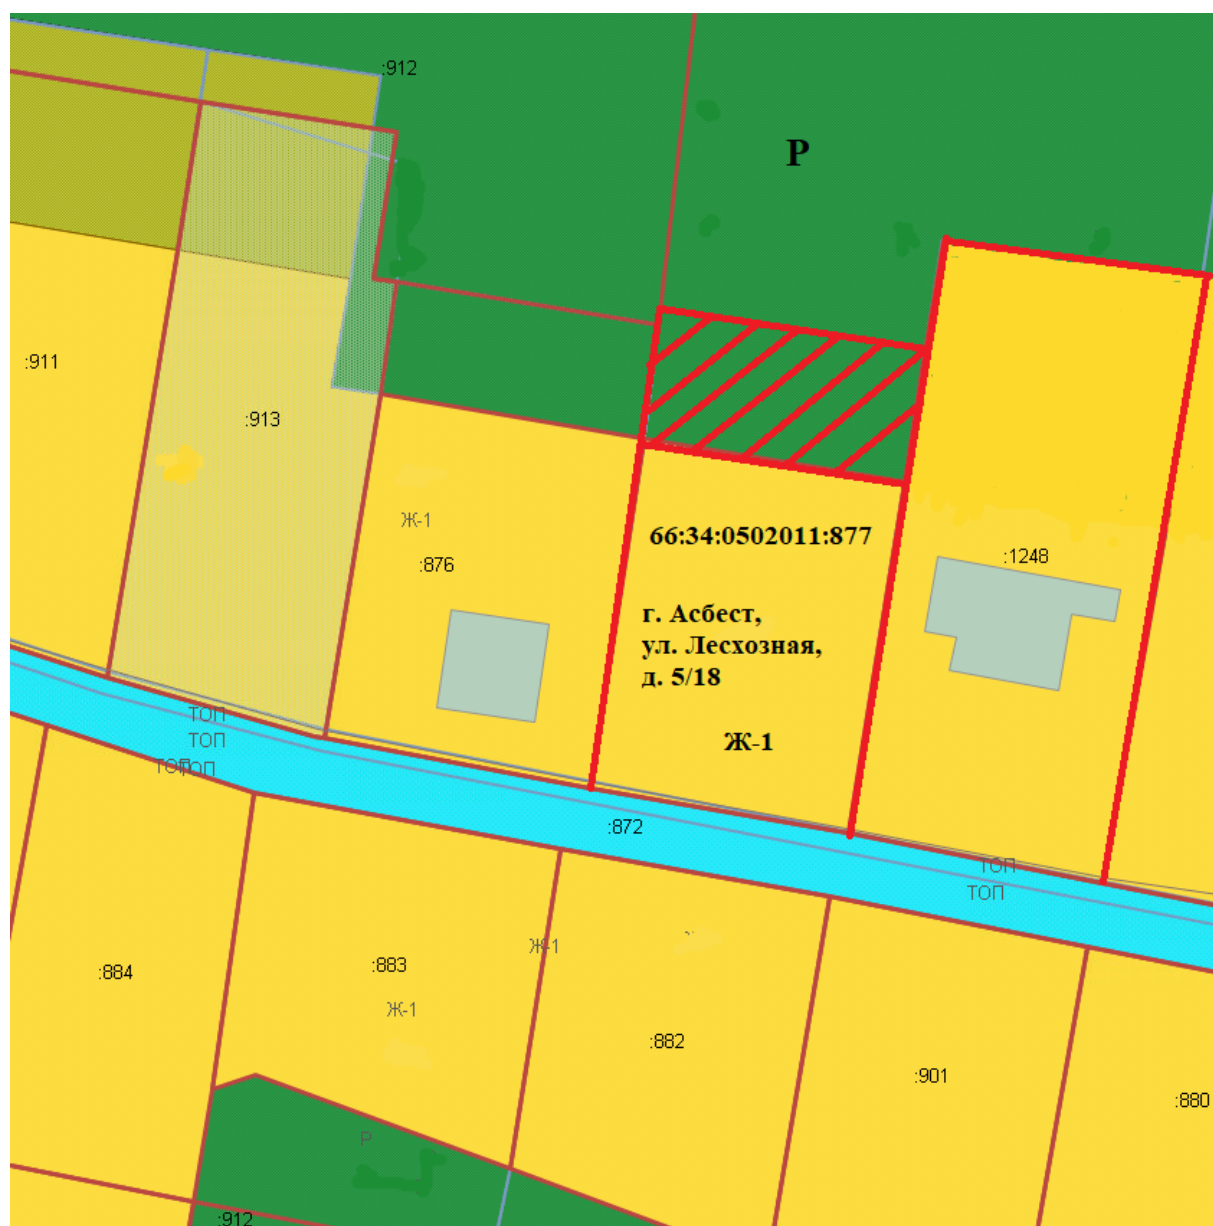 :912
Р
:911
:913
Ж-1
:876
66:34:0502011:877
:1248
г. Асбест,
ул. Лесхозная,
д. 5/18
Ж-1
ТОП
ТОП
ТОП
ТОП
:872
ТОП
ТОП
Ж-1
:884
:883
Ж-1
:882
:901
:880
Р
:912